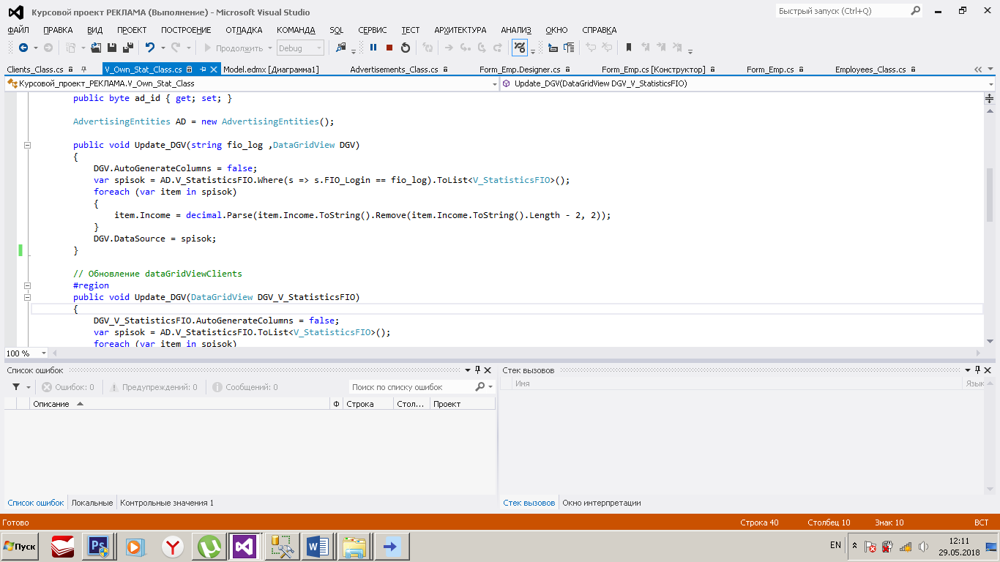 Курсовой проект РЕКЛАМА (Выполнение) - Microsoft Visual Studio
Быстрый запуск (Ctrl+Q)
ФАЙЛ ПРАВКА ВИД ПРОЕКТ ПОСТРОЕНИЕ ОТЛАДКА КОМАНДА SQL СЕРВИС ТЕСТ АРХИТЕКТУРА АНАЛИЗ ОКНО СПРАВКА
Продолжить Debug
Clients_Class.cs V_Own_Stat_Class.cs Model.edmx [Диаграмма1] Advertisements_Class.cs Form_Emp.Designer.cs Form_Emp.cs [Конструктор] Form_Emp.cs Employees_Class.cs
Курсовой_проект_РЕКЛАМА.V_Own_Stat_Class Update_DGV(DataGridView DGV_V_StatisticsFIO)
public byte ad_id { get; set; }
AdvertisingEntities AD = new AdvertisingEntities();
public void Update_DGV(string fio_log ,DataGridView DGV)
{
DGV.AutoGenerateColumns = false;
var spisok = AD.V_StatisticsFIO.Where(s => s.FIO_Login == fio_log).ToList<V_StatisticsFIO>();
foreach (var item in spisok)
{
item.Income = decimal.Parse(item.Income.ToString().Remove(item.Income.ToString().Length - 2, 2));
}
DGV.DataSource = spisok;
}
// Обновление dataGridViewClients
#region
public void Update_DGV(DataGridView DGV_V_StatisticsFIO)
{
DGV_V_StatisticsFIO.AutoGenerateColumns = false;
var spisok = AD.V_StatisticsFIO.ToList<V_StatisticsFIO>();
foreach (var item in spisok)
100 %
Список ошибок Стек вызовов
Ошибок: 0 Предупреждений: 0 Сообщений: 0 Поиск по списку ошибок Имя Язык
Описание Ф Строка Стол... Проект
Список ошибок Локальные Контрольные значения 1 Стек вызовов Окно интерпретации
Готово Строка 40 Столбец 10 Знак 10 ВСТ
Пуск Ps Y W EN 12:11
29.05.2018